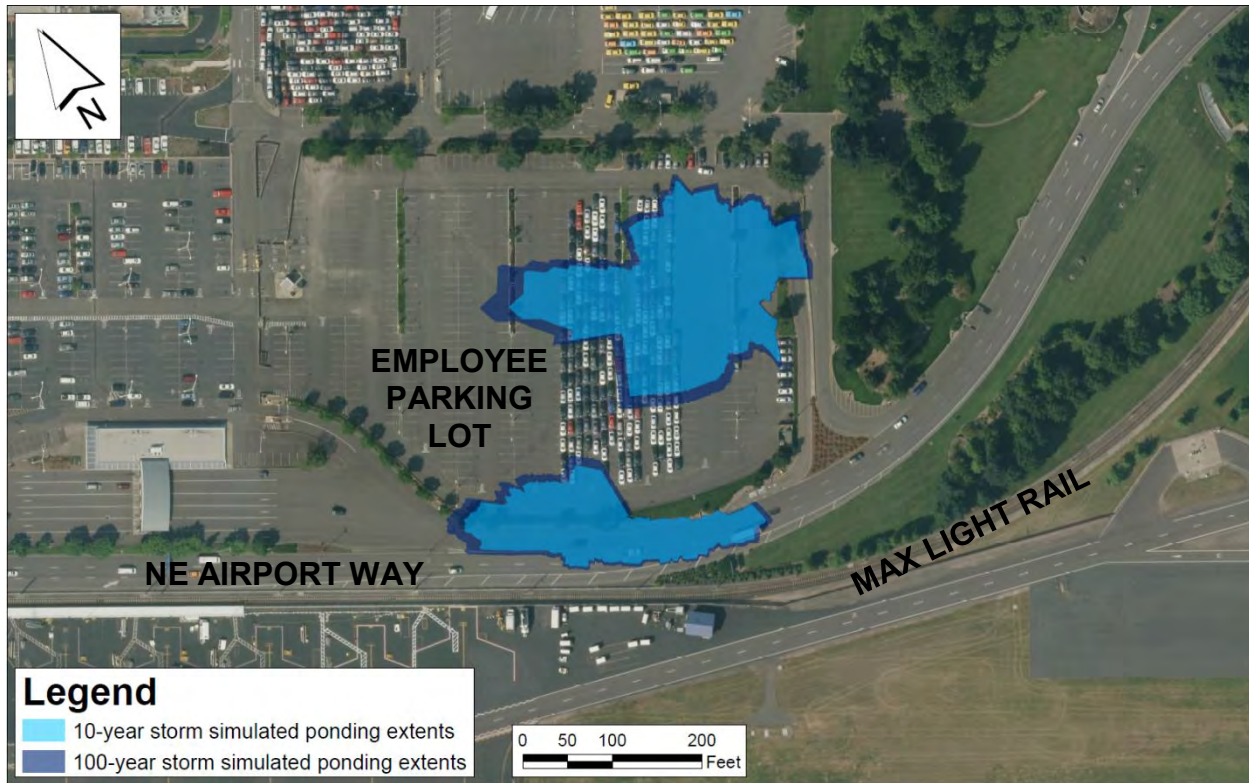 N
EMPLOYEE
PARKING
LOT
NE AIRPORT WAY
MAX LIGHT RAIL
Legend
10-year storm simulated ponding extents
100-year storm simulated ponding extents
0 50 100 200
Feet